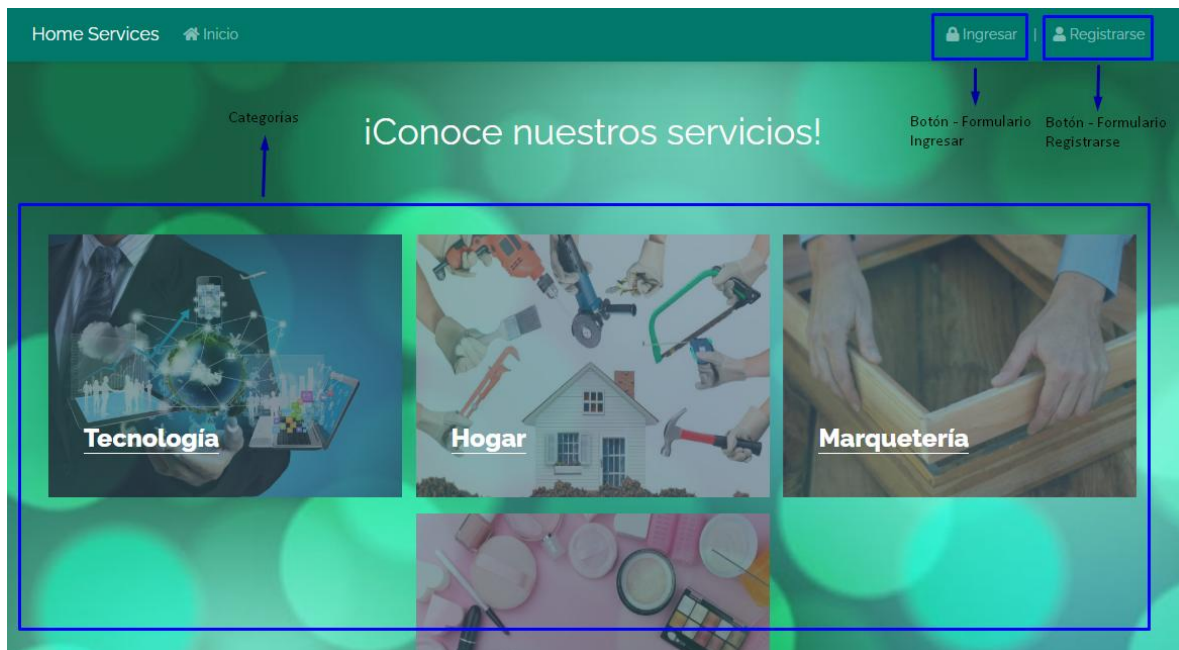 Home Services Inicio Ingresar | Registrarse
Categorías
¡Conoce nuestros servicios!
Botón - Formulario
Ingresar
Botón - Formulario
Registrarse
Tecnología
Hogar
Marquetería